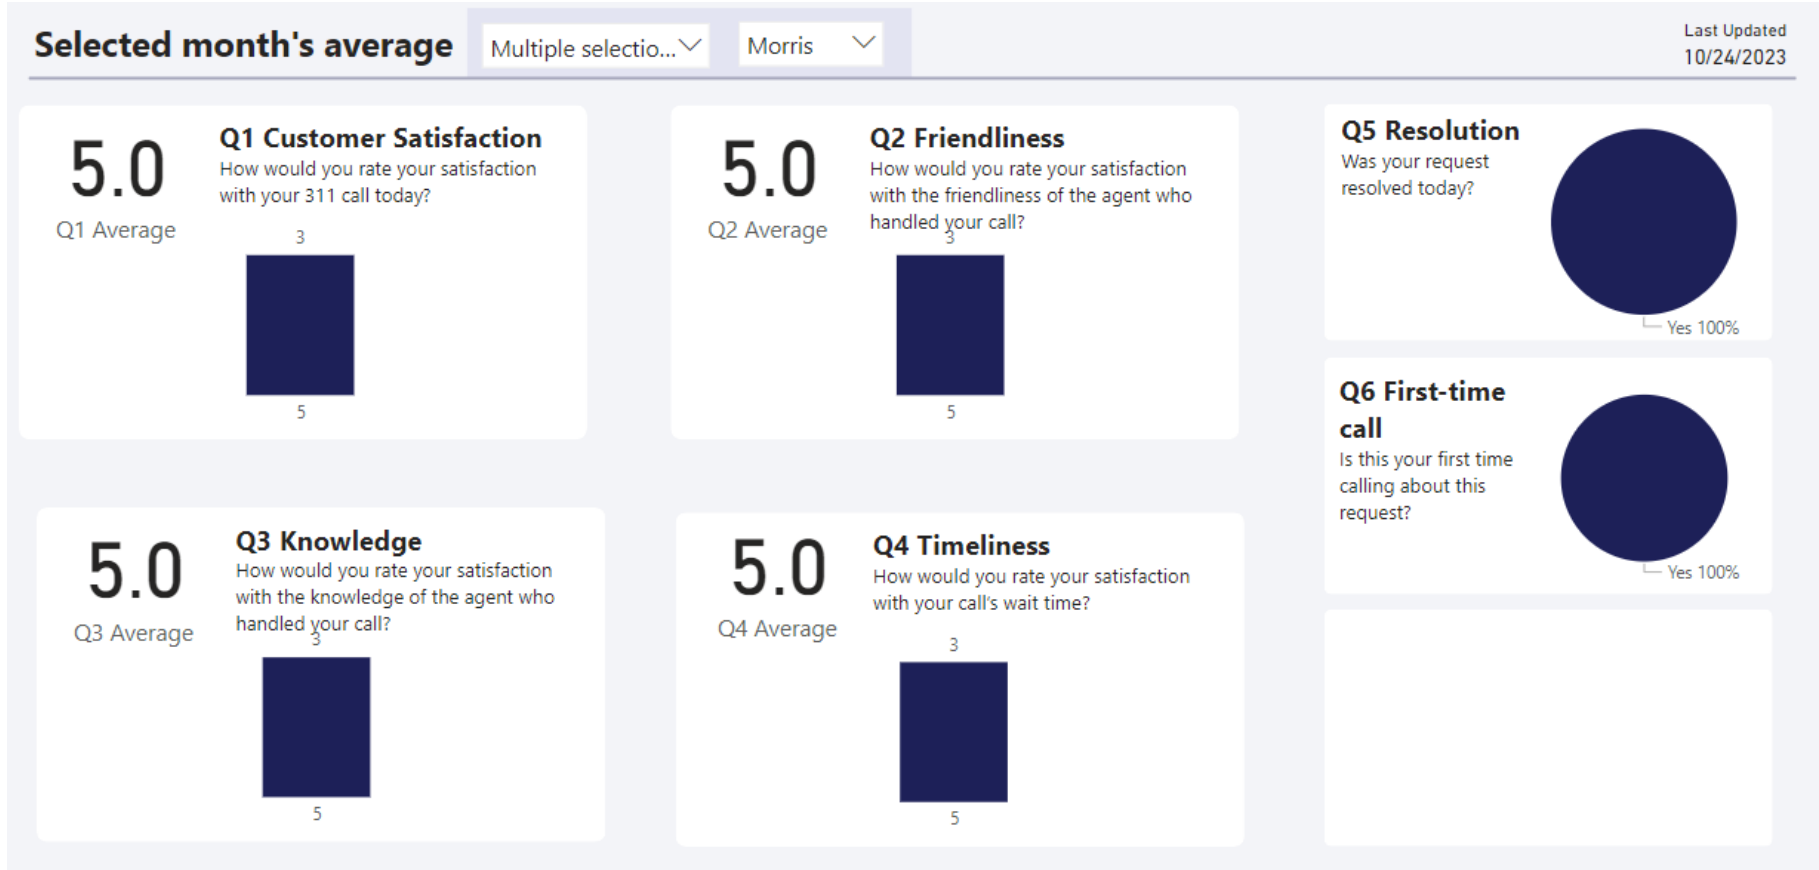 Selected month's average
Multiple selectio...
Morris
Last Updated
10/24/2023
5.0
Q1 Average
Q1 Customer Satisfaction
How would you rate your satisfaction
with your 311 call today?
3
5
5.0
Q2 Average
Q2 Friendliness
How would you rate your satisfaction
with the friendliness of the agent who
handled your call?
3
5
Q5 Resolution
Was your request
resolved today?
Yes 100%
Q6 First-time
call
Is this your first time
calling about this
request?
Yes 100%
5.0
Q3 Average
Q3 Knowledge
How would you rate your satisfaction
with the knowledge of the agent who
handled your call?
3
5
5.0
Q4 Average
Q4 Timeliness
How would you rate your satisfaction
with your call's wait time?
3
5